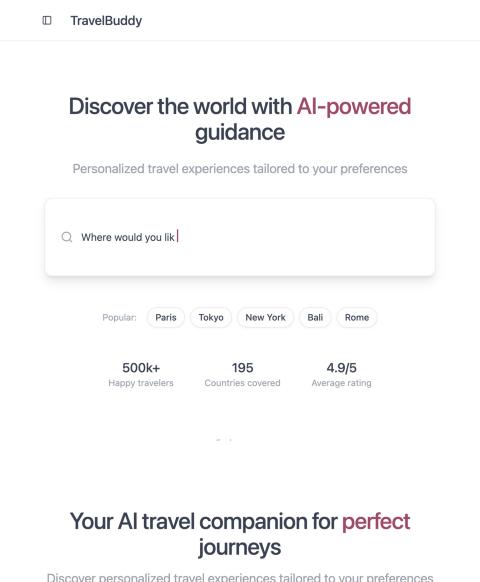 TravelBuddy
Discover the world with AI-powered
guidance
Personalized travel experiences tailored to your preferences
Where would you lik
Popular: Paris Tokyo New York Bali Rome
500k+ 195 4.9/5
Happy travelers Countries covered Average rating
Your AI travel companion for perfect
journeys
Discover personalized travel experiences tailored to your preferences